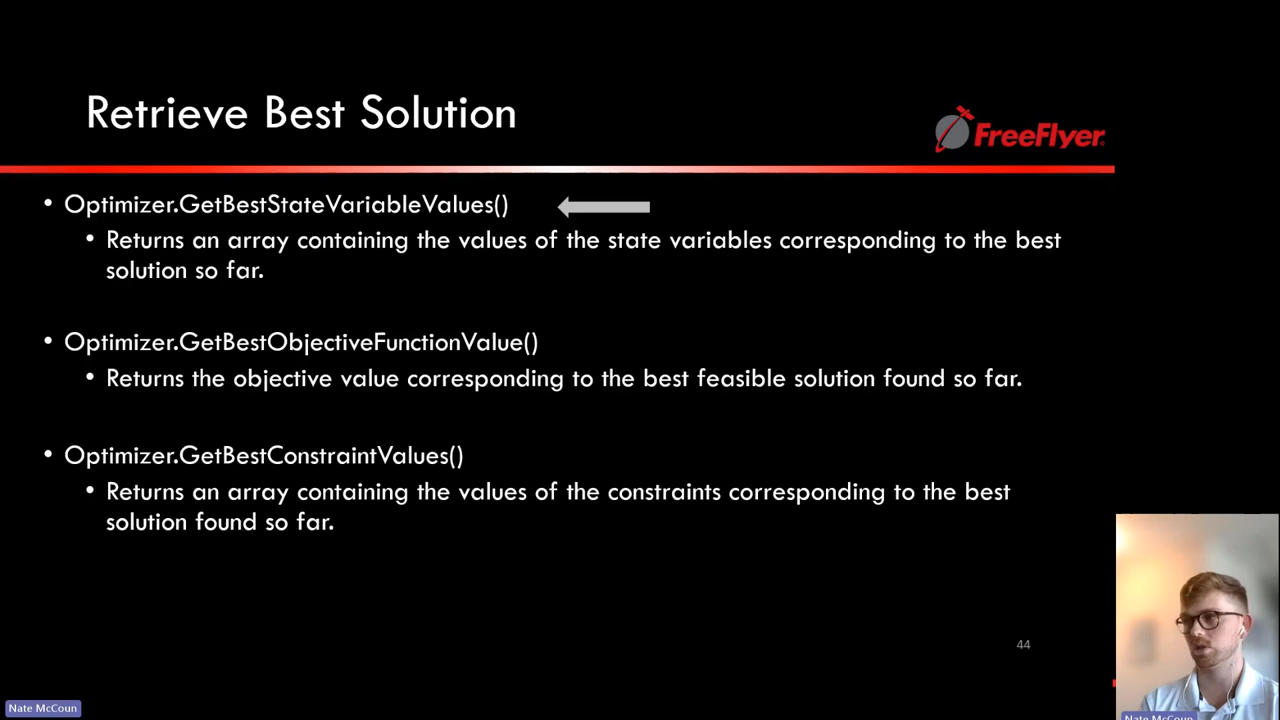 Retrieve Best Solution
FreeFlyer
• Optimizer.GetBestStateVariableValues()
• Returns an array containing the values of the state variables corresponding to the best
solution so far.
• Optimizer.GetBestObjectiveFunctionValue()
• Returns the objective value corresponding to the best feasible solution found so far.
• Optimizer.GetBestConstraintValues()
• Returns an array containing the values of the constraints corresponding to the best
solution found so far.
44
Nate McCoun
Nate McCoun